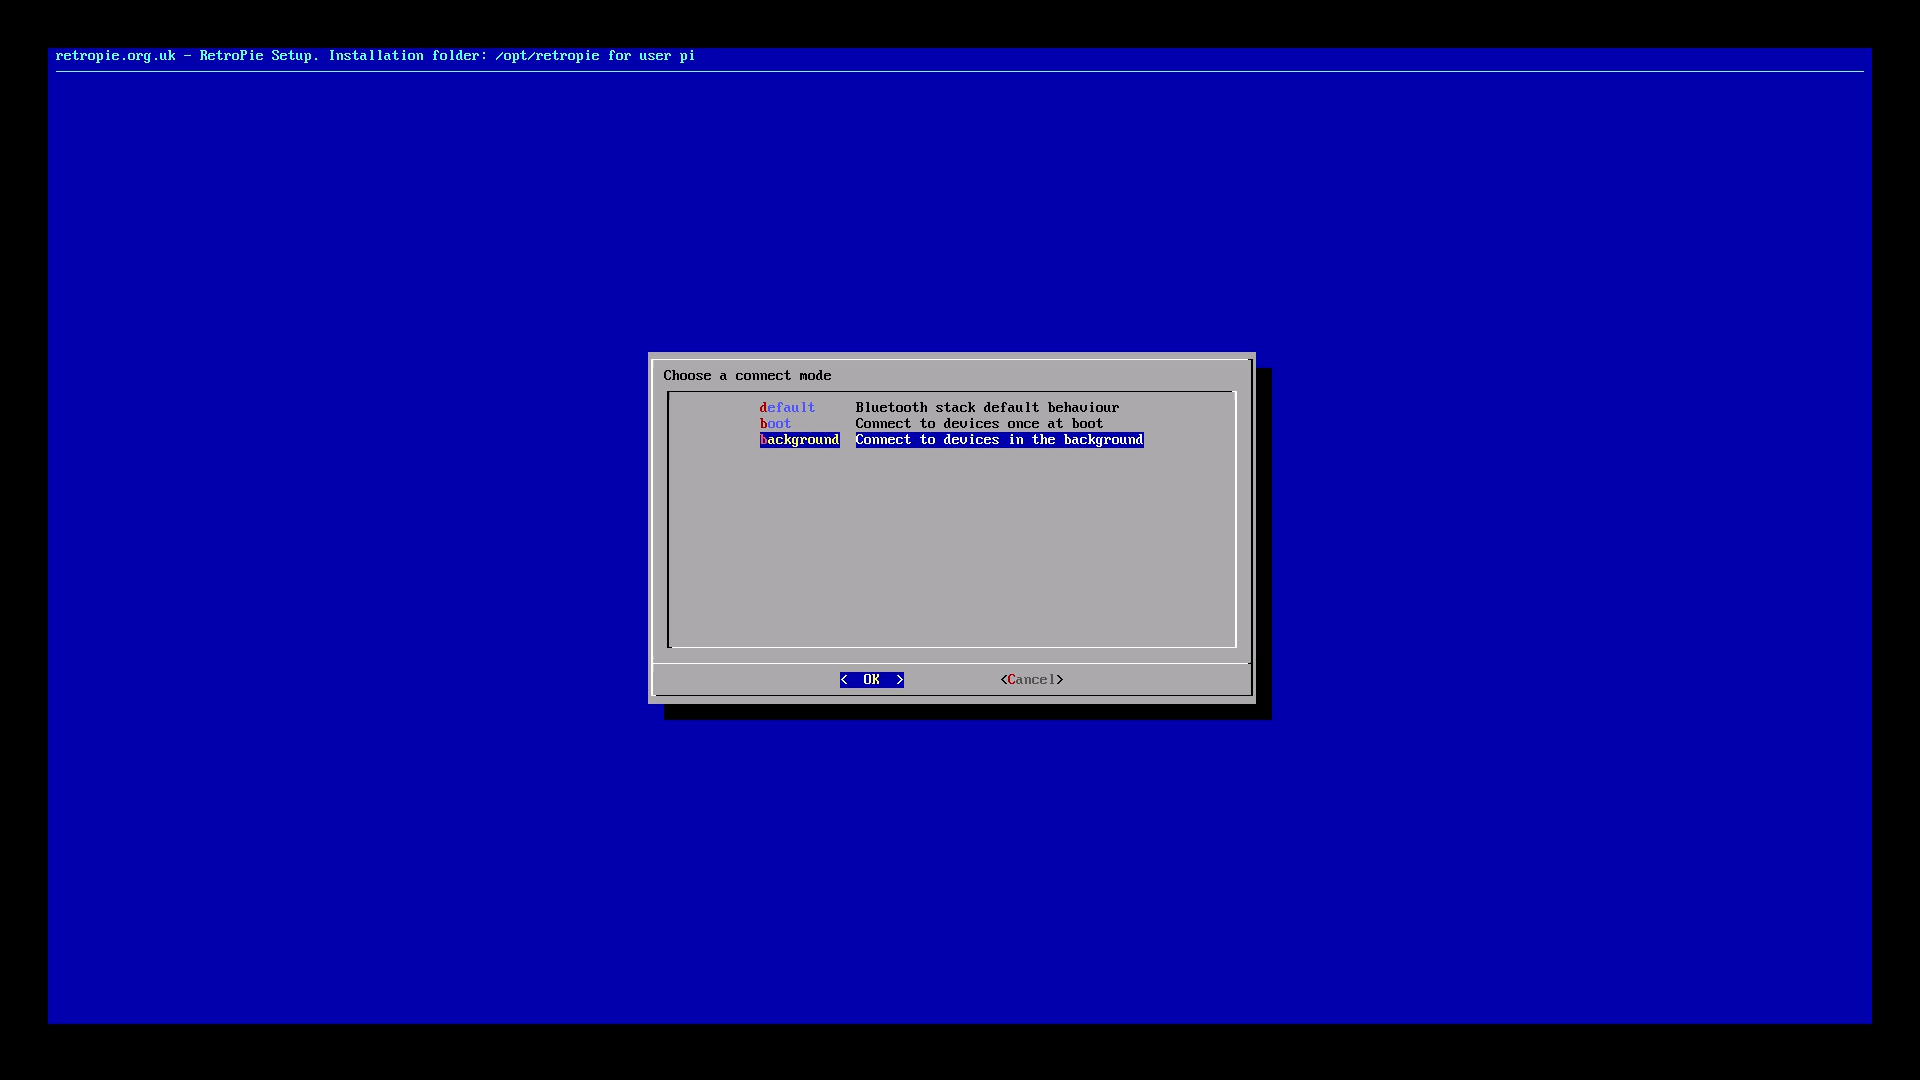 retropie.org.uk - RetroPie Setup. Installation folder: /opt/retropie for user pi
Choose a connect mode
default Bluetooth stack default behaviour
boot Connect to devices once at boot
background Connect to devices in the background
< OK > <Cancel>